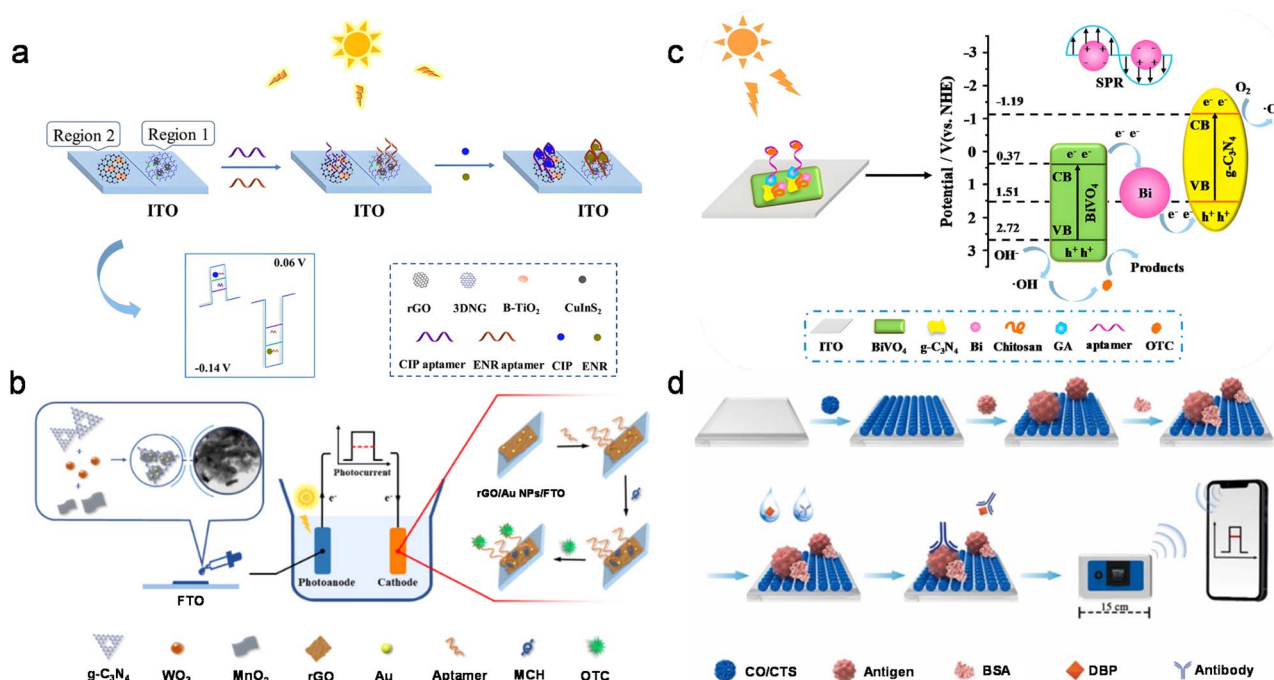 a
Region 2
Region 1
ITO
ITO
ITO
0.06 V
-0.14 V
rGO
3DNG
B-TiO₂
CuInS₂
CIP aptamer
ENR aptamer
CIP
ENR
b
FTO
Photocurrent
e⁻
e⁻
Photoanode
Cathode
rGO/Au NPs/FTO
g-C₃N₄
WO₃
MnO₂
rGO
Au
Aptamer
MCH
OTC
c
Potential / V(vs. NHE)
-3
-2
-1
0
1
2
3
-1.19
0.37
1.51
2.72
+ +
- -
- -
+ +
SPR
e⁻ e⁻
CB
BiVO₄
VB
h⁺ h⁺
e⁻ e⁻
Bi
e⁻ e⁻
e⁻ e⁻
CB
g-C₃N₄
VB
h⁺ h⁺
O₂
OH⁻
·OH
Products
ITO
BiVO₄
g-C₃N₄
Bi
Chitosan
GA
aptamer
OTC
d
15 cm
CO/CTS
Antigen
BSA
DBP
Antibody